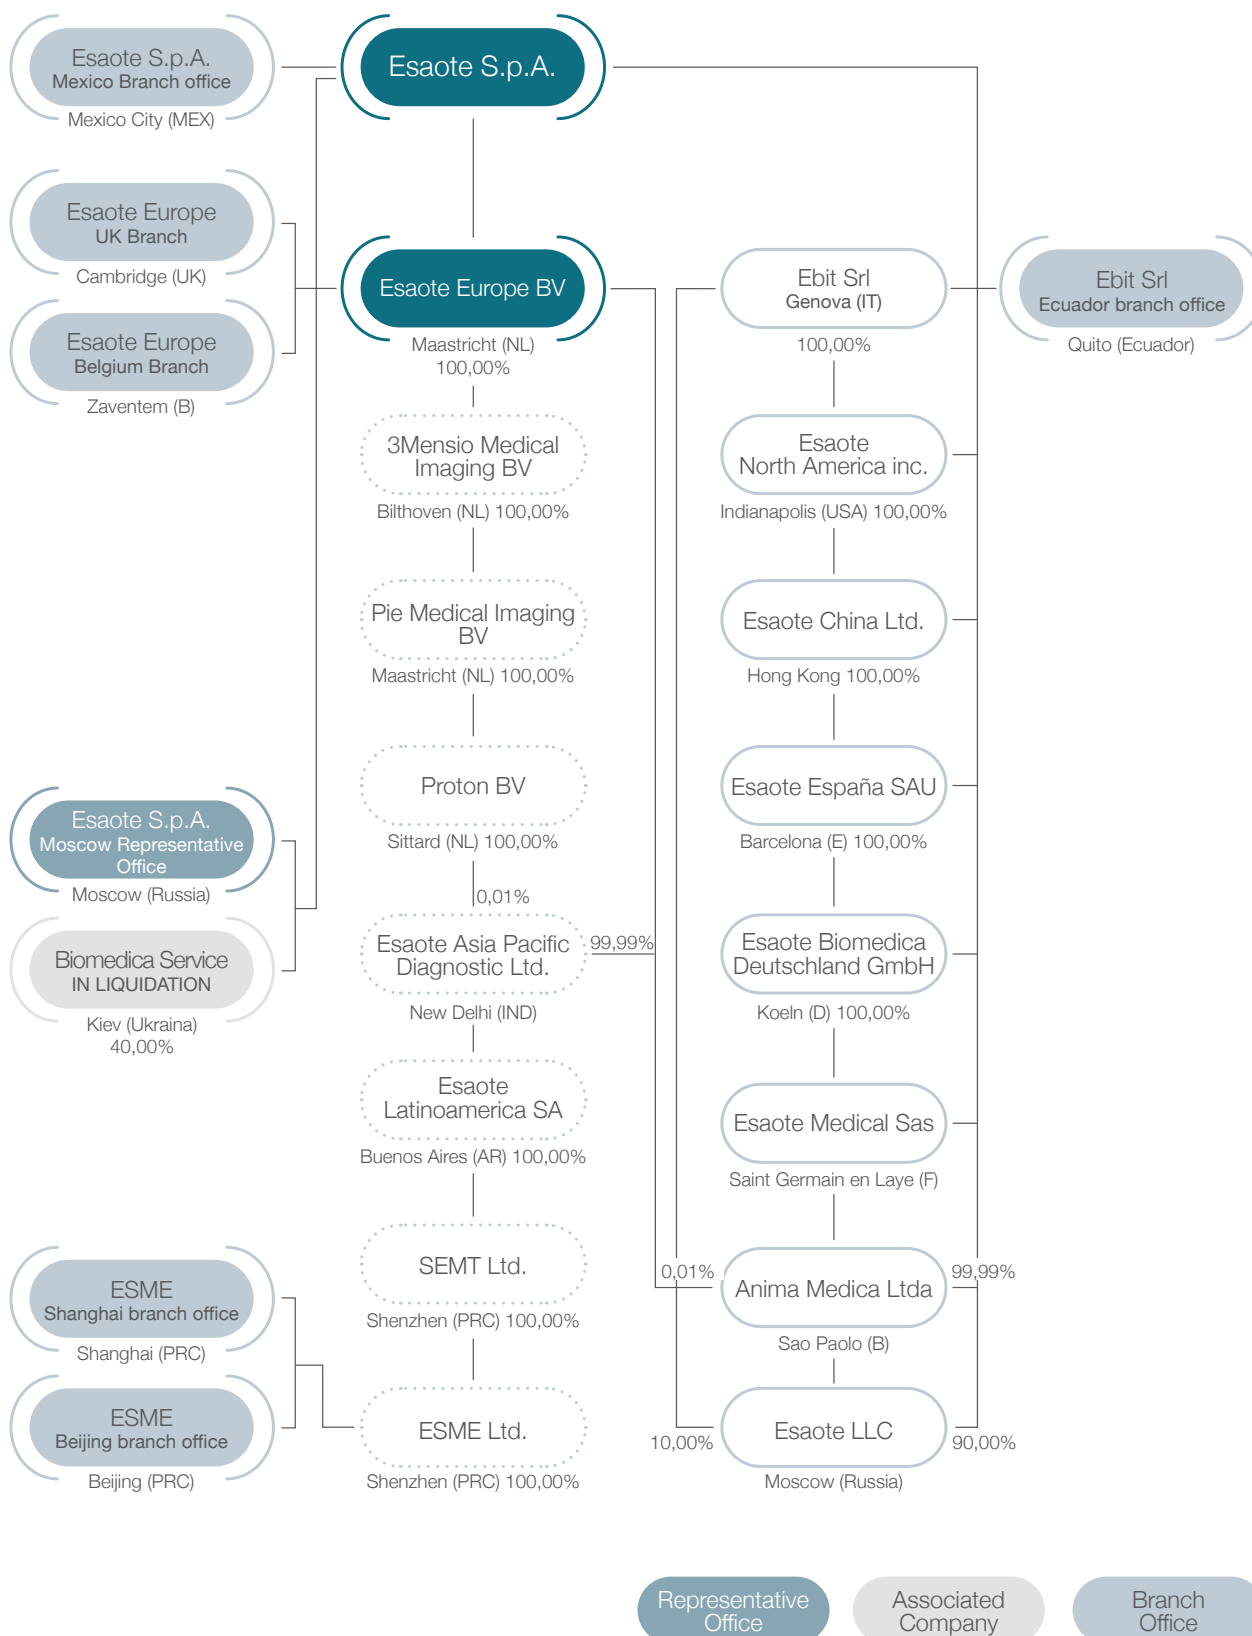 Esaote S.p.A.
Mexico Branch office
Mexico City (MEX)
Esaote S.p.A.
Esaote Europe
UK Branch
Cambridge (UK)
Esaote Europe
Belgium Branch
Zaventem (B)
Esaote Europe BV
Maastricht (NL)
100,00%
Ebit Srl
Genova (IT)
100,00%
Ebit Srl
Ecuador branch office
Quito (Ecuador)
3Mensio Medical
Imaging BV
Bilthoven (NL) 100,00%
Esaote
North America inc.
Indianapolis (USA) 100,00%
Pie Medical Imaging
BV
Maastricht (NL) 100,00%
Esaote China Ltd.
Hong Kong 100,00%
Proton BV
Sittard (NL) 100,00%
Esaote España SAU
Barcelona (E) 100,00%
Esaote S.p.A.
Moscow Representative
Office
Moscow (Russia)
Biomedica Service
IN LIQUIDATION
Kiev (Ukraina)
40,00%
0,01%
Esaote Asia Pacific
Diagnostic Ltd.
99,99%
New Delhi (IND)
Esaote Biomedica
Deutschland GmbH
Koeln (D) 100,00%
Esaote
Latinoamerica SA
Buenos Aires (AR) 100,00%
Esaote Medical Sas
Saint Germain en Laye (F)
SEMT Ltd.
Shenzhen (PRC) 100,00%
0,01%
Anima Medica Ltda
99,99%
Sao Paolo (B)
ESME
Shanghai branch office
Shanghai (PRC)
ESME
Beijing branch office
Beijing (PRC)
ESME Ltd.
Shenzhen (PRC) 100,00%
10,00%
Esaote LLC
90,00%
Moscow (Russia)
Representative
Office
Associated
Company
Branch
Office